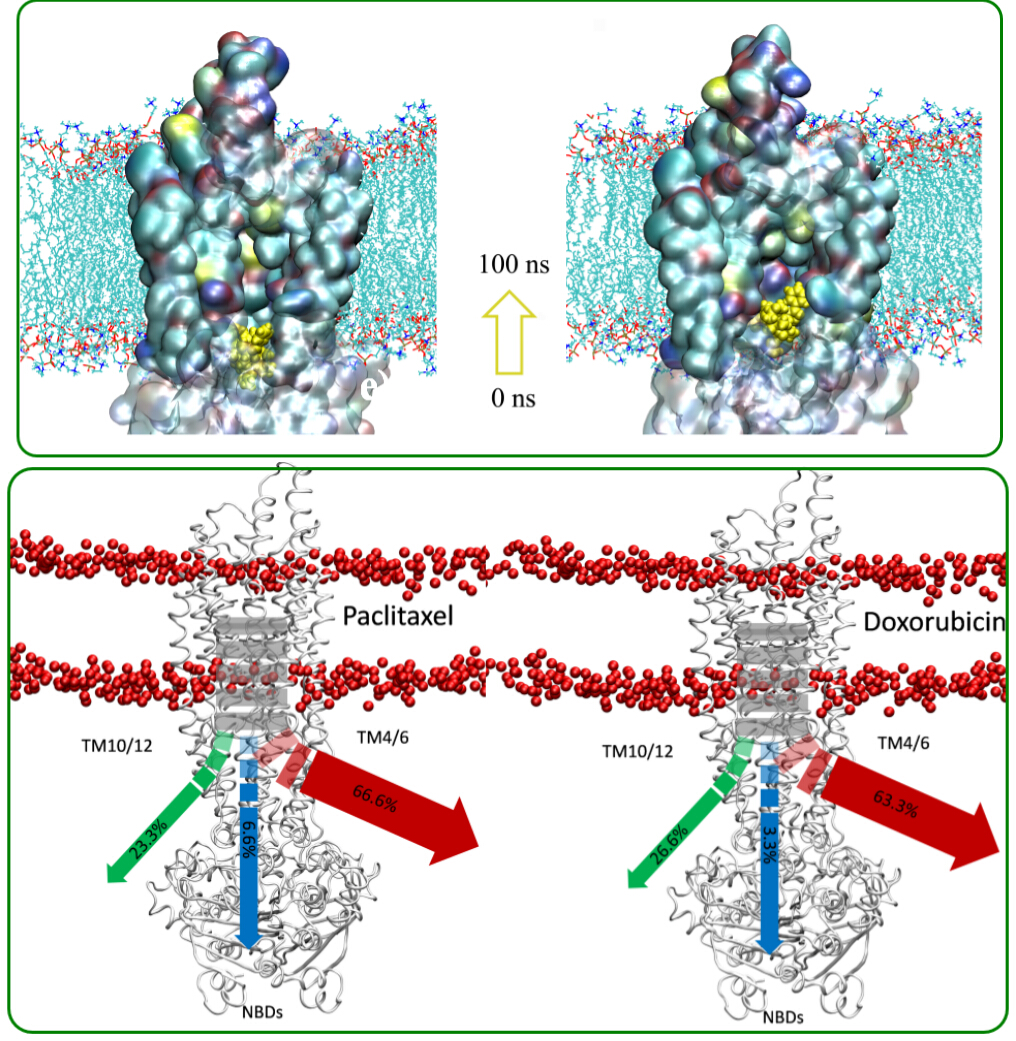 100 ns
0 ns
e
Paclitaxel
Doxorubicin
TM10/12
TM4/6
TM10/12
TM4/6
66.6%
63.3%
23.3%
6.6%
26.6%
3.3%
NBDs
NBDs